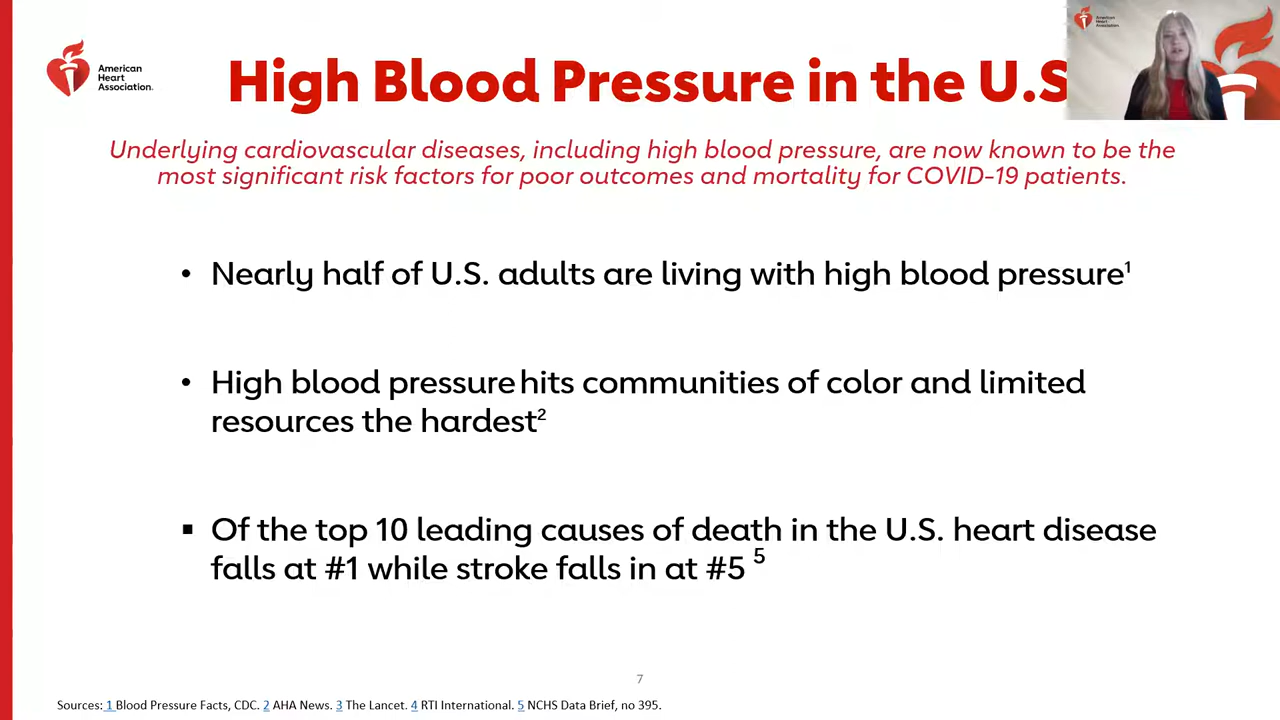 American
Heart
Association.
High Blood Pressure in the U.S
American
Heart
Association.
Underlying cardiovascular diseases, including high blood pressure, are now known to be the
most significant risk factors for poor outcomes and mortality for COVID-19 patients.
• Nearly half of U.S. adults are living with high blood pressure¹
• High blood pressure hits communities of color and limited
resources the hardest²
▪ Of the top 10 leading causes of death in the U.S. heart disease
falls at #1 while stroke falls in at #5 ⁵
7
Sources: 1 Blood Pressure Facts, CDC. 2 AHA News. 3 The Lancet. 4 RTI International. 5 NCHS Data Brief, no 395.